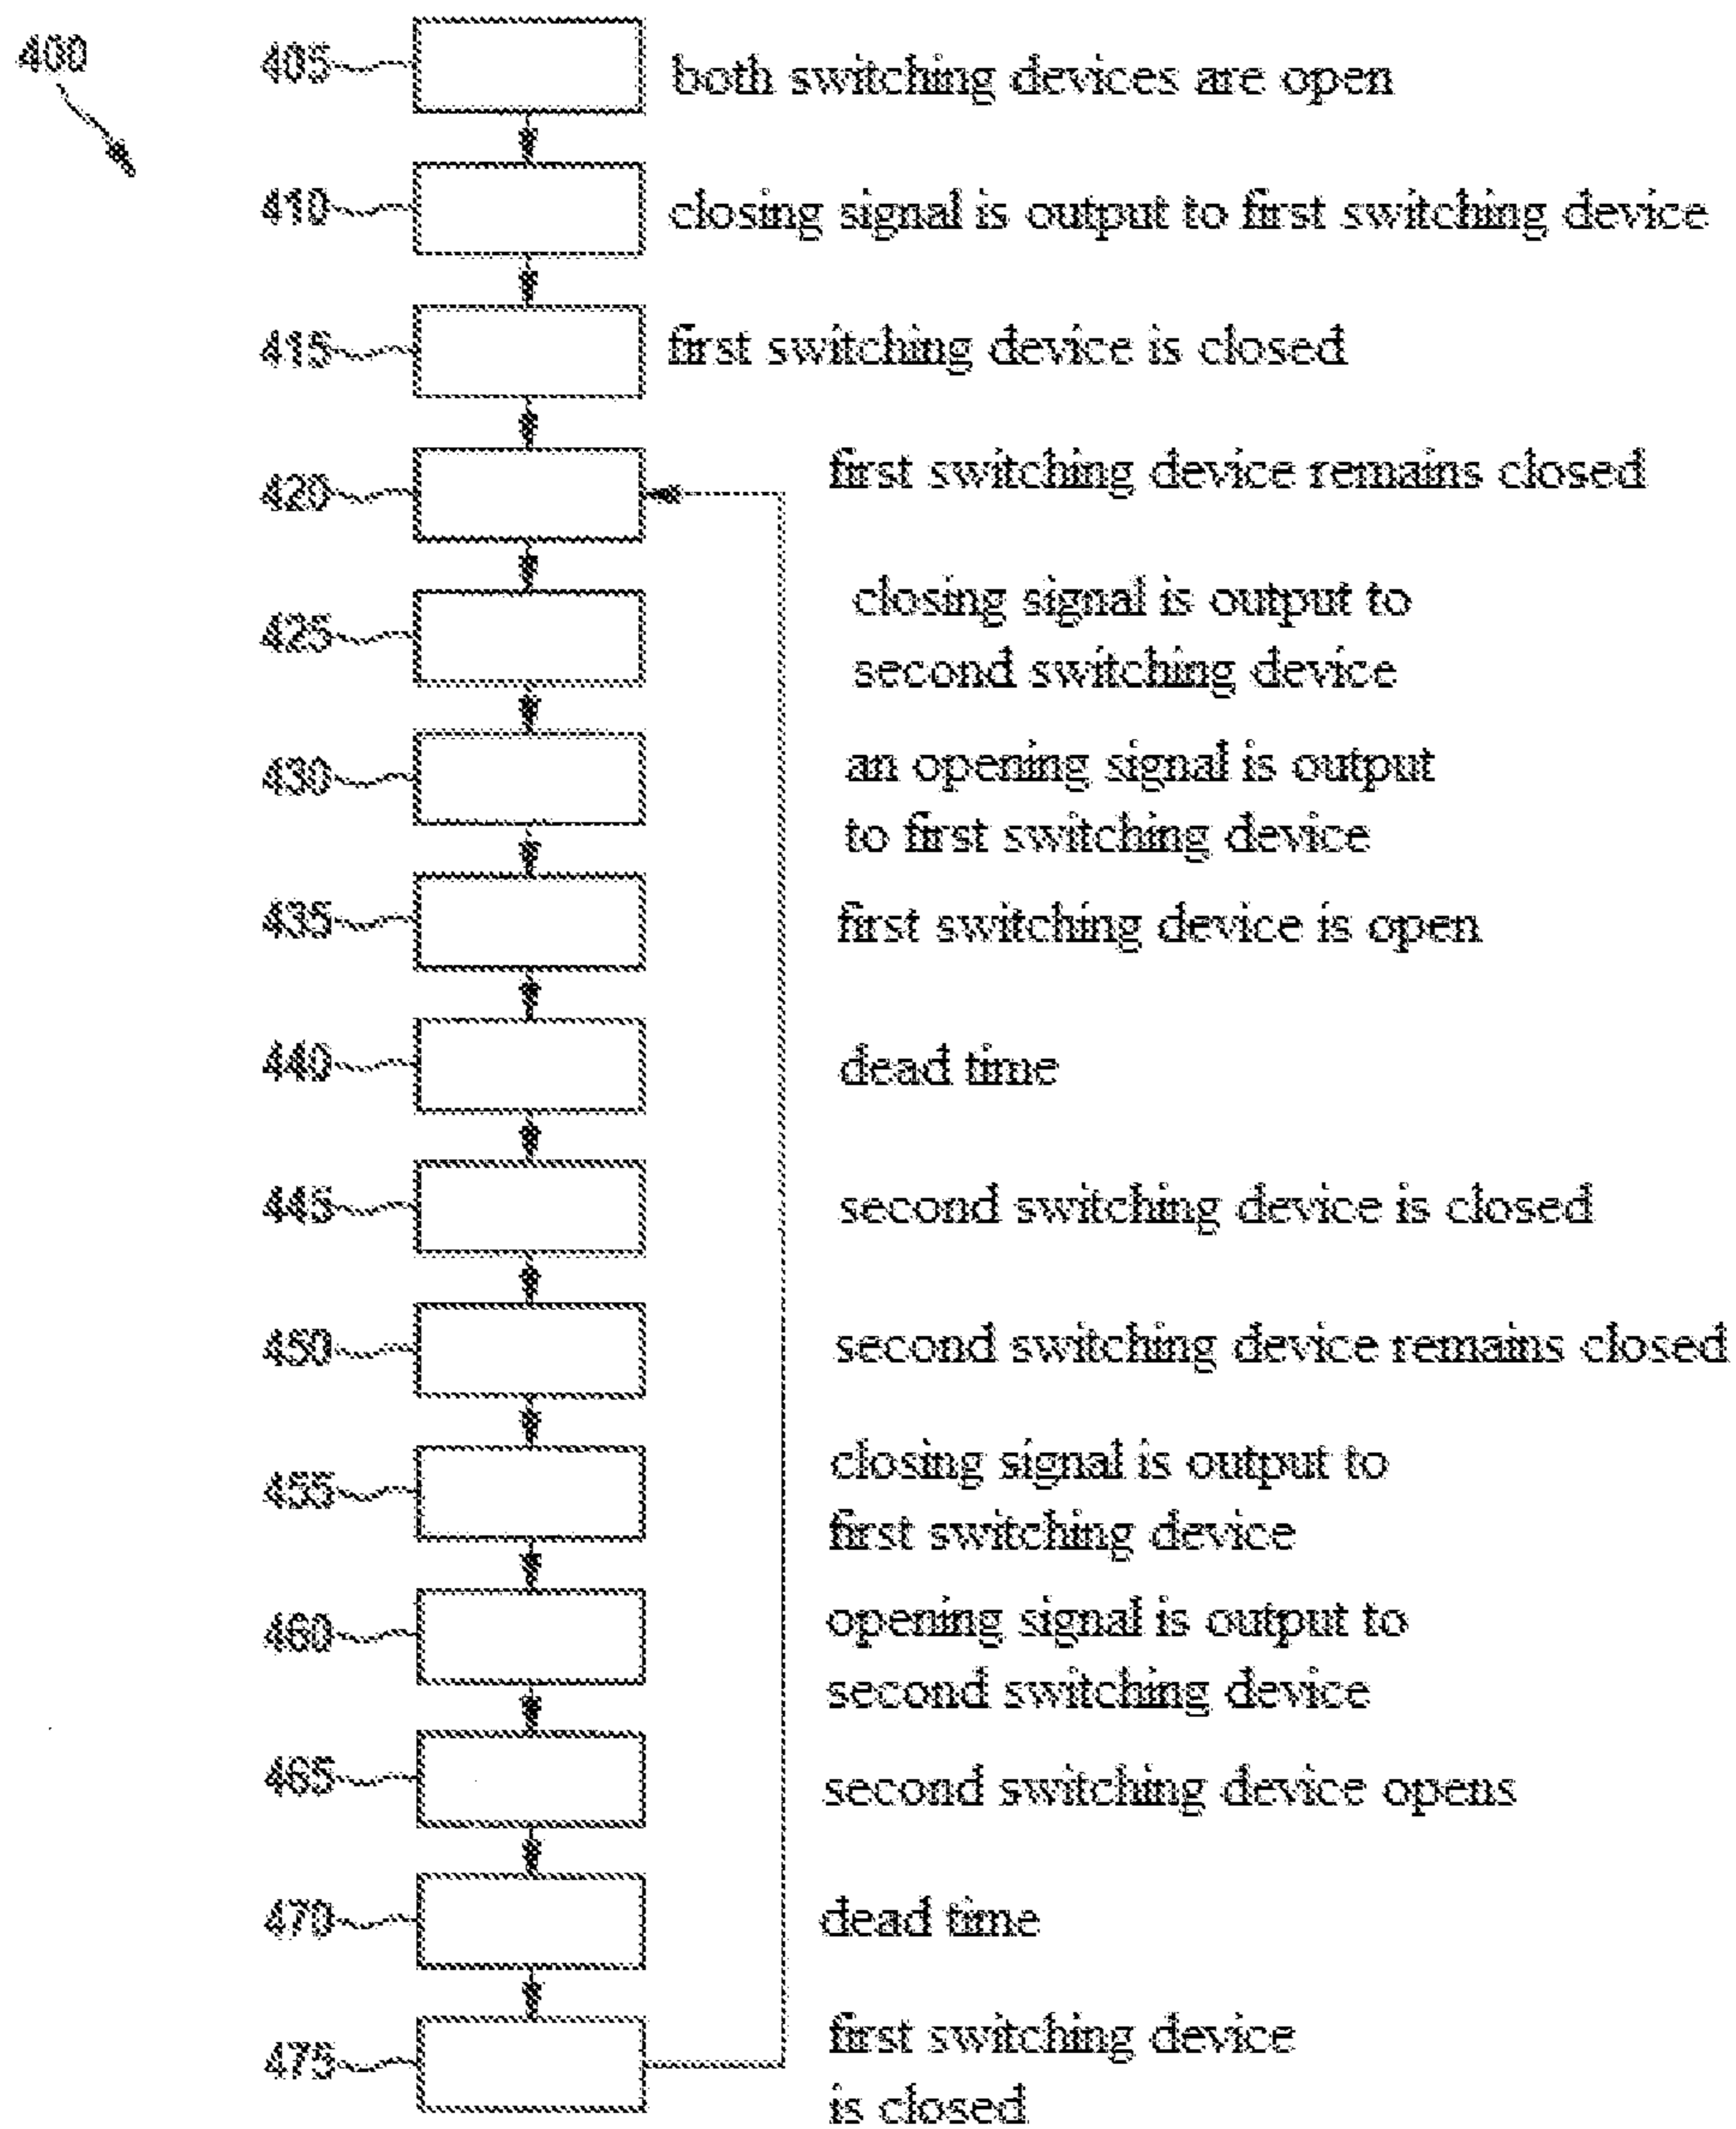 400
405 both switching devices are open
410 closing signal is output to first switching device
415 first switching device is closed
420 first switching device remains closed
425 closing signal is output to
second switching device
430 an opening signal is output
to first switching device
435 first switching device is open
440 dead time
445 second switching device is closed
450 second switching device remains closed
455 closing signal is output to
first switching device
460 opening signal is output to
second switching device
465 second switching device opens
470 dead time
475 first switching device
is closed